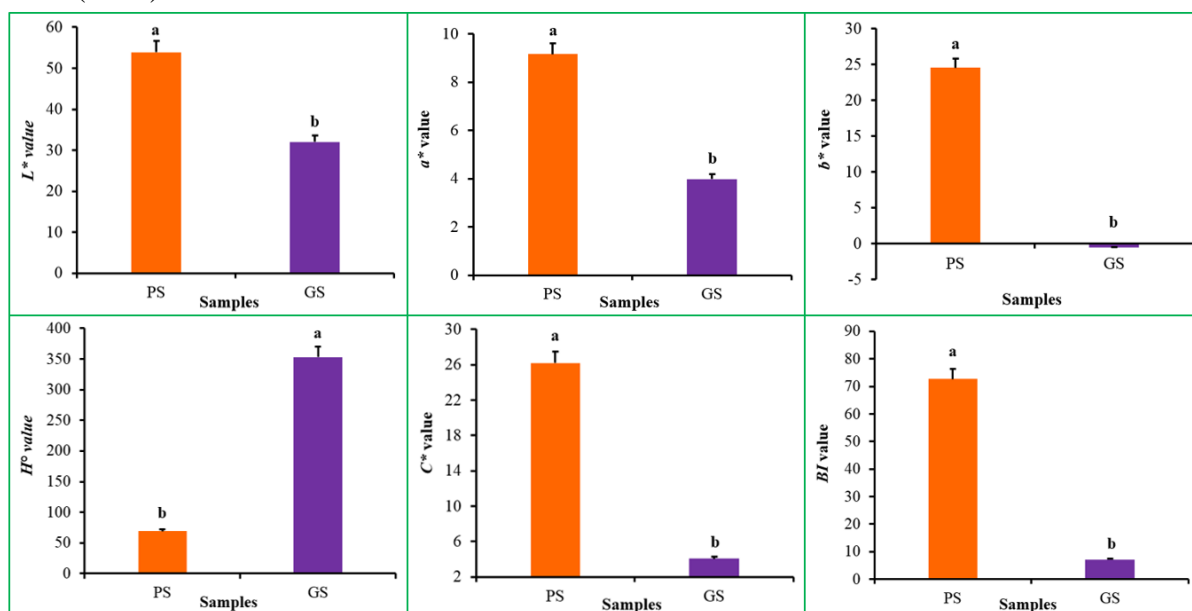 60
50
40
30
20
10
0
L* value
a
b
PS
GS
Samples
10
8
6
4
2
0
a* value
a
b
PS
GS
Samples
30
25
20
15
10
5
0
-5
b* value
a
b
PS
GS
Samples
400
350
300
250
200
150
100
50
0
H° value
b
a
PS
GS
Samples
30
26
22
18
14
10
6
2
C* value
a
b
PS
GS
Samples
90
80
70
60
50
40
30
20
10
0
BI value
a
b
PS
GS
Samples